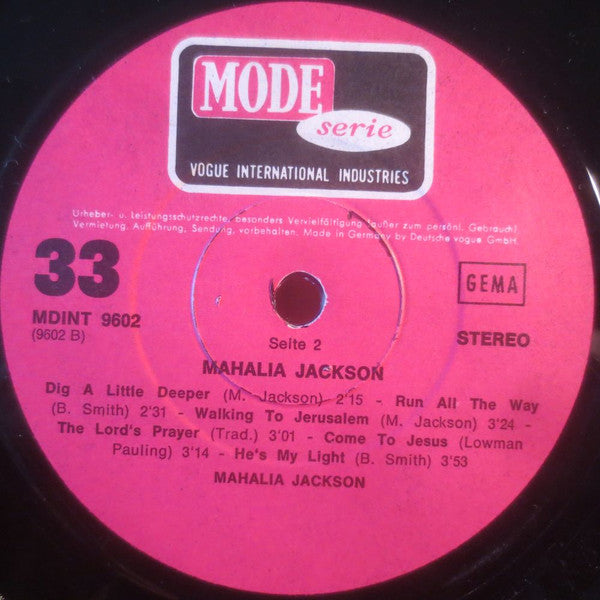 MODE
serie
VOGUE INTERNATIONAL INDUSTRIES
Urheber- u. Leistungsschutzrechte, besonders Vervielfältigung (außer zum persönl. Gebrauch)
Vermietung, Aufführung, Sendung, vorbehalten. Made in Germany by Deutsche vogue GmbH.
33
GEMA
MDINT 9602
(9602 B)
Seite 2
STEREO
MAHALIA JACKSON
Dig A Little Deeper (M. Jackson) 2'15 - Run All The Way
(B. Smith) 2'31 - Walking To Jerusalem (M. Jackson) 3'24 -
The Lord's Prayer (Trad.) 3'01 - Come To Jesus (Lowman
Pauling) 3'14 - He's My Light (B. Smith) 3'53
MAHALIA JACKSON